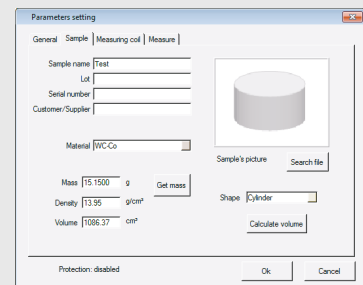 Parameters setting
General Sample Measuring coil Measure
Sample name Test
Lot
Serial number
Customer/Supplier
Material WC-Co
Sample's picture Search file
Mass 15.1500 g Get mass
Density 13.95 g/cm³
Shape Cylinder
Volume 1086.37 cm³
Calculate volume
Protection: disabled Ok Cancel